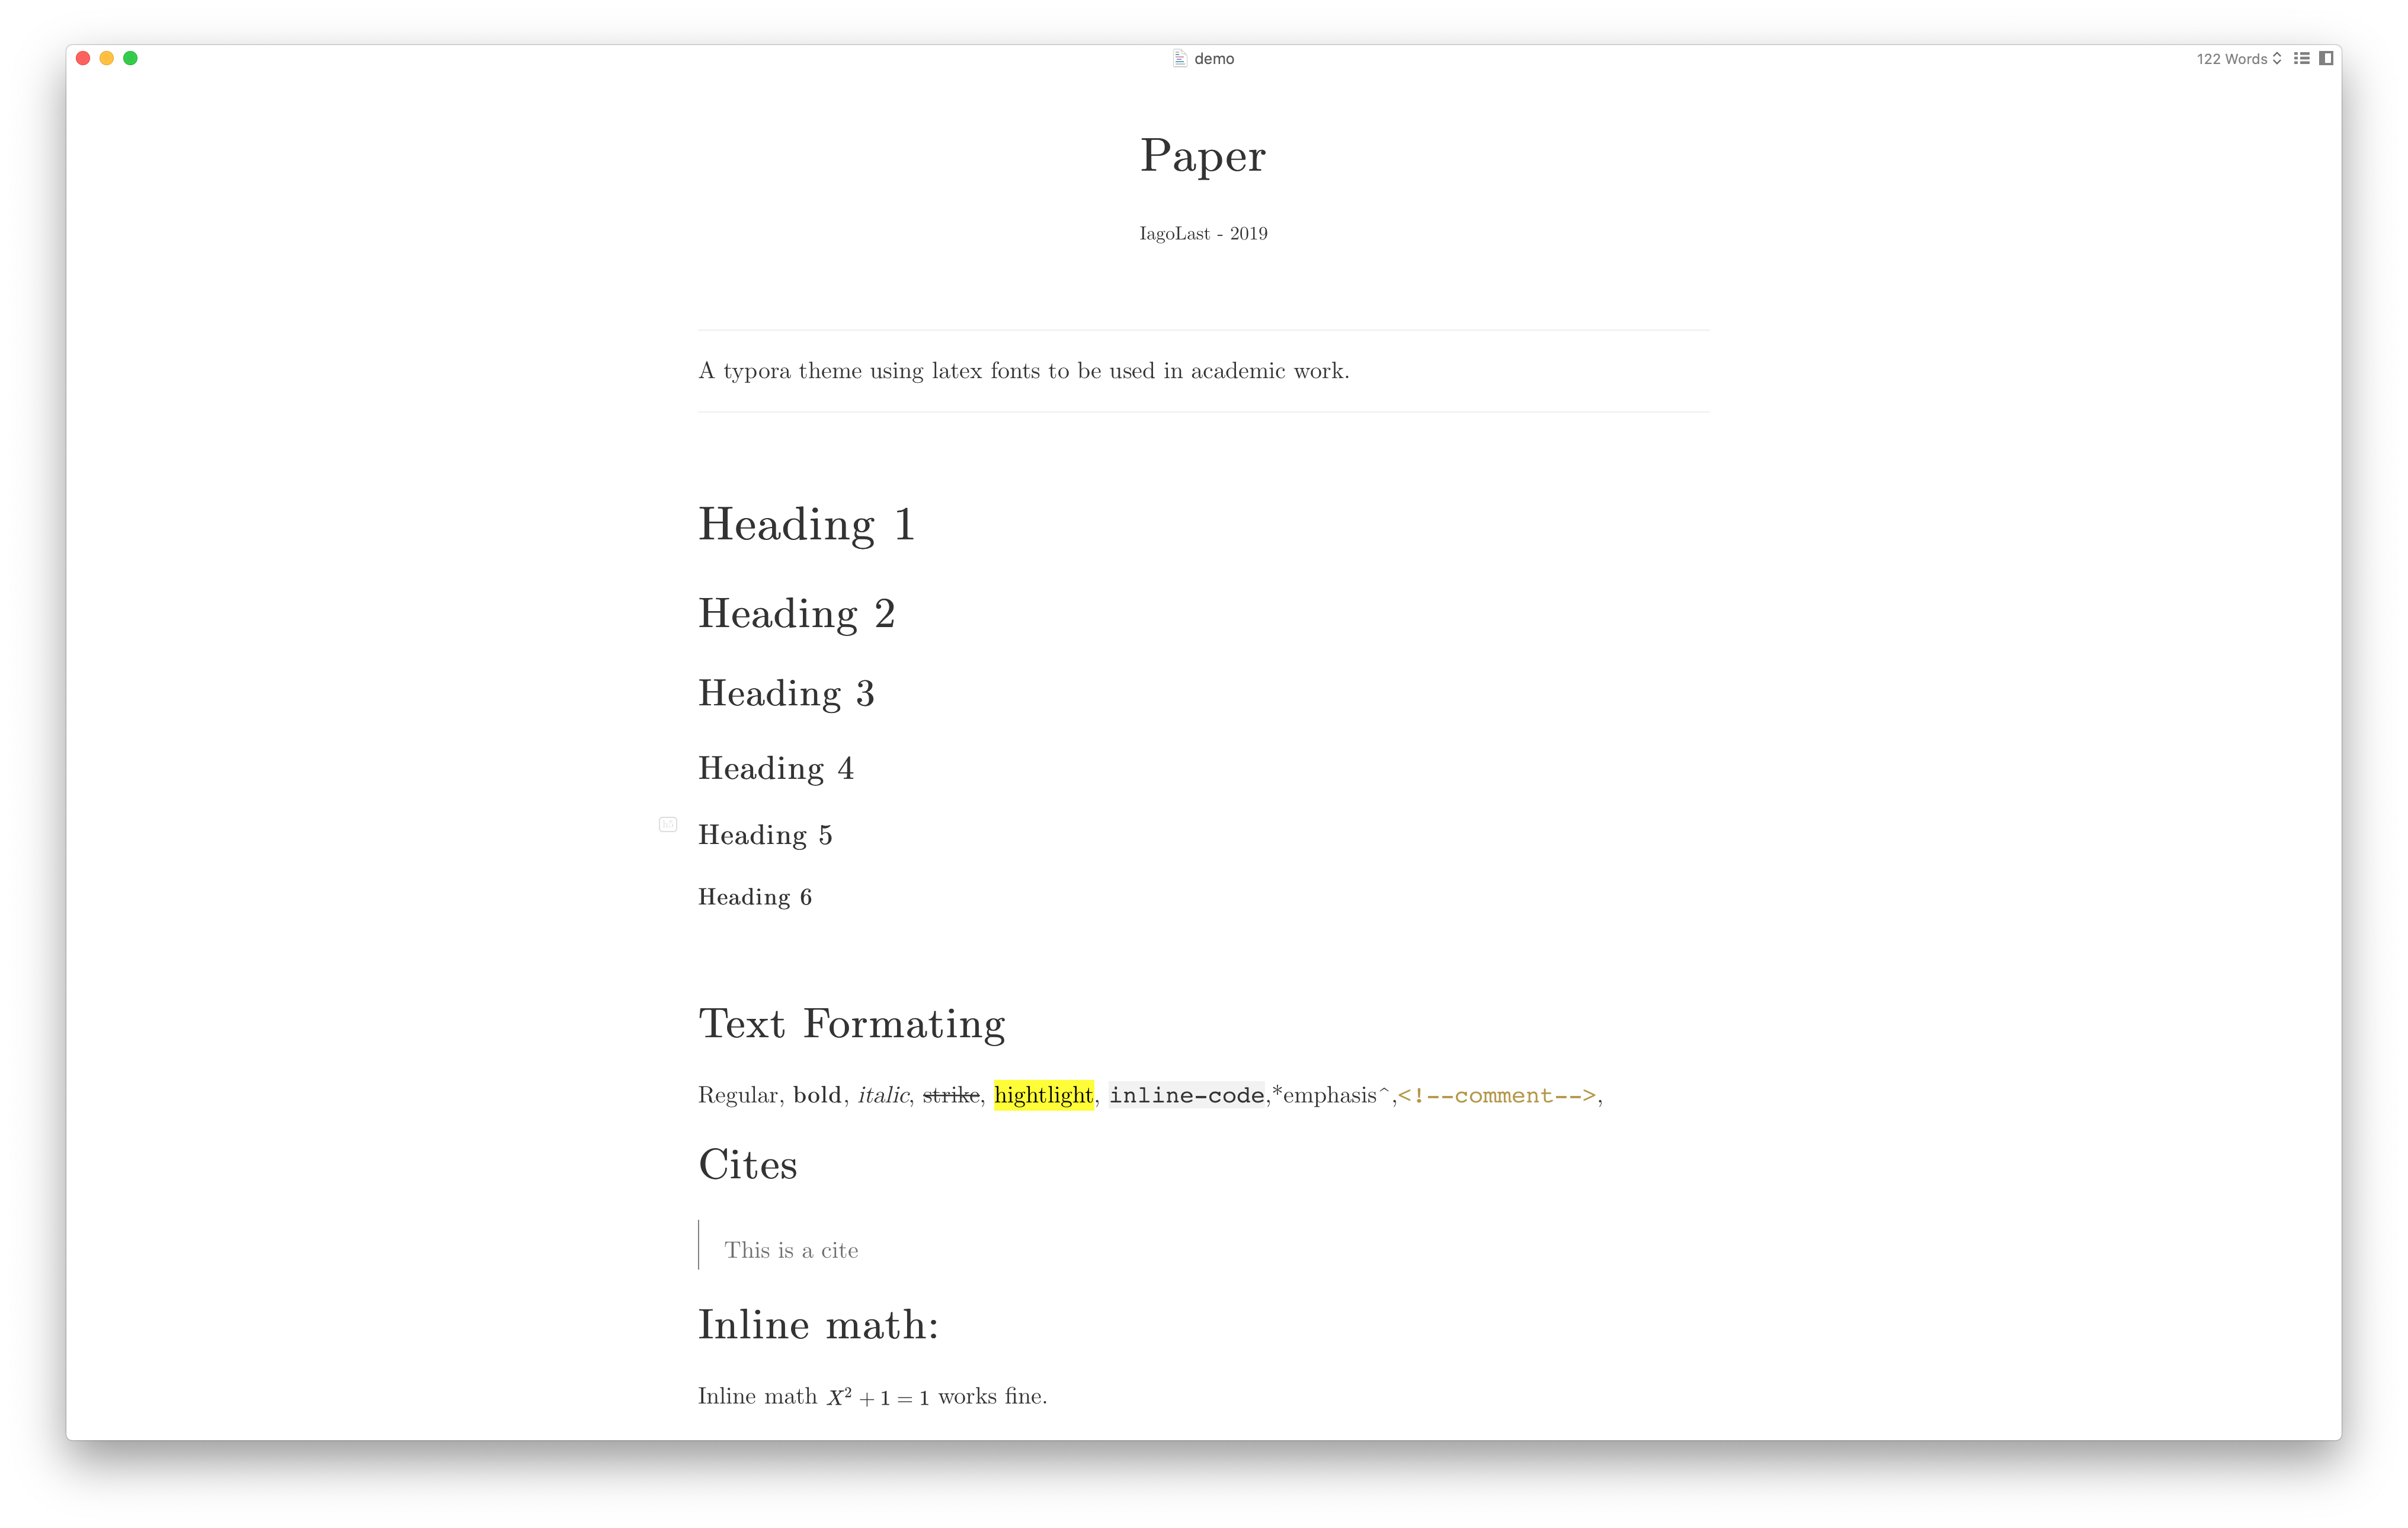 demo
122 Words
Paper
IagoLast - 2019
A typora theme using latex fonts to be used in academic work.
Heading 1
Heading 2
Heading 3
Heading 4
h5
Heading 5
Heading 6
Text Formating
Regular, bold, italic, strike, hightlight, inline-code,*emphasis^,<!--comment-->,
Cites
This is a cite
Inline math:
Inline math X² + 1 = 1 works fine.